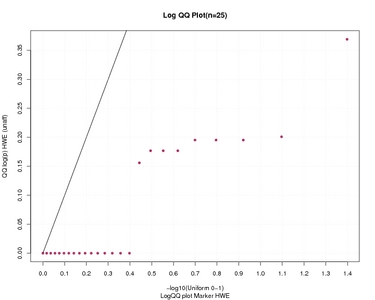 Log QQ Plot(n=25)
QQ log(p) HWE (unaff)
0.35
0.30
0.25
0.20
0.15
0.10
0.05
0.00
0.0 0.1 0.2 0.3 0.4 0.5 0.6 0.7 0.8 0.9 1.0 1.1 1.2 1.3 1.4
-log10(Uniform 0-1)
LogQQ plot Marker HWE